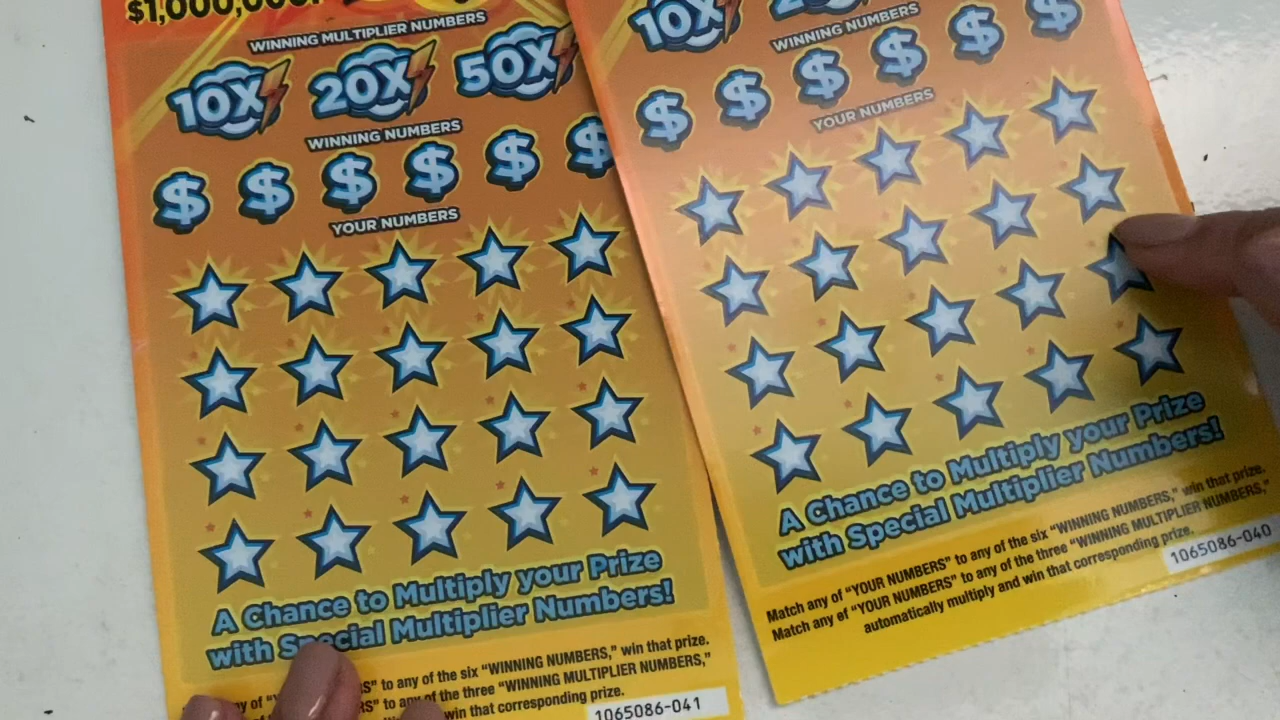 $1,000,000!
WINNING MULTIPLIER NUMBERS
10X 20X 50X
WINNING NUMBERS
$ $ $ $ $ $
YOUR NUMBERS
A Chance to Multiply your Prize
with Special Multiplier Numbers!
of "YOUR NUMBERS" to any of the six "WINNING NUMBERS," win that prize.
to any of the three "WINNING MULTIPLIER NUMBERS,"
win that corresponding prize.
1065086-041
10X 20X
WINNING NUMBERS
$ $ $ $ $ $
YOUR NUMBERS
A Chance to Multiply your Prize
with Special Multiplier Numbers!
Match any of "YOUR NUMBERS" to any of the six "WINNING NUMBERS," win that prize.
Match any of "YOUR NUMBERS" to any of the three "WINNING MULTIPLIER NUMBERS,"
automatically multiply and win that corresponding prize.
1065086-040